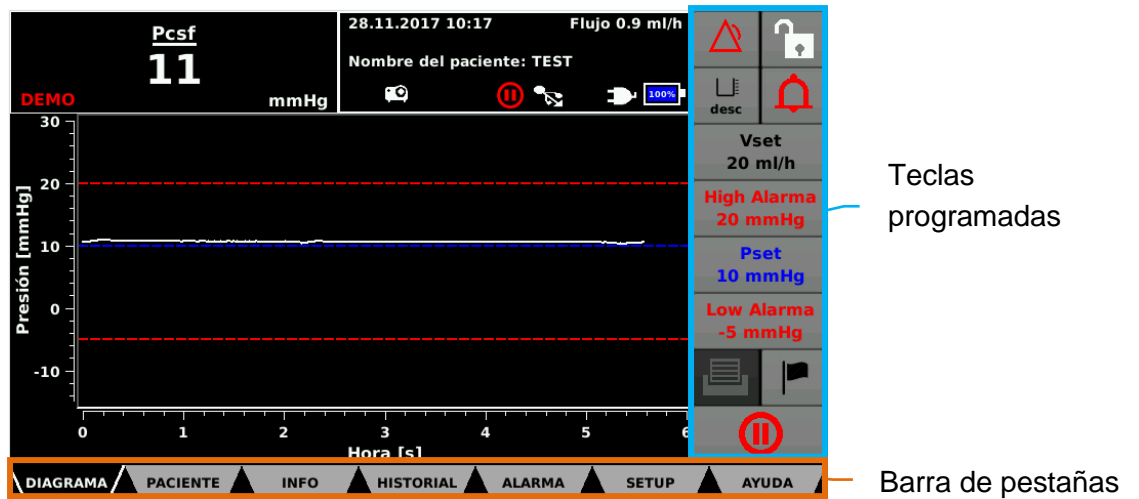 Pcsf
11
DEMO
mmHg
28.11.2017 10:17 Flujo 0.9 ml/h
Nombre del paciente: TEST
100%
desc
Vset
20 ml/h
High Alarma
20 mmHg
Pset
10 mmHg
Low Alarma
-5 mmHg
Teclas
programadas
Presión [mmHg]
30
20
10
0
-10
0 1 2 3 4 5 6
Hora [s]
DIAGRAMA PACIENTE INFO HISTORIAL ALARMA SETUP AYUDA
Barra de pestañas